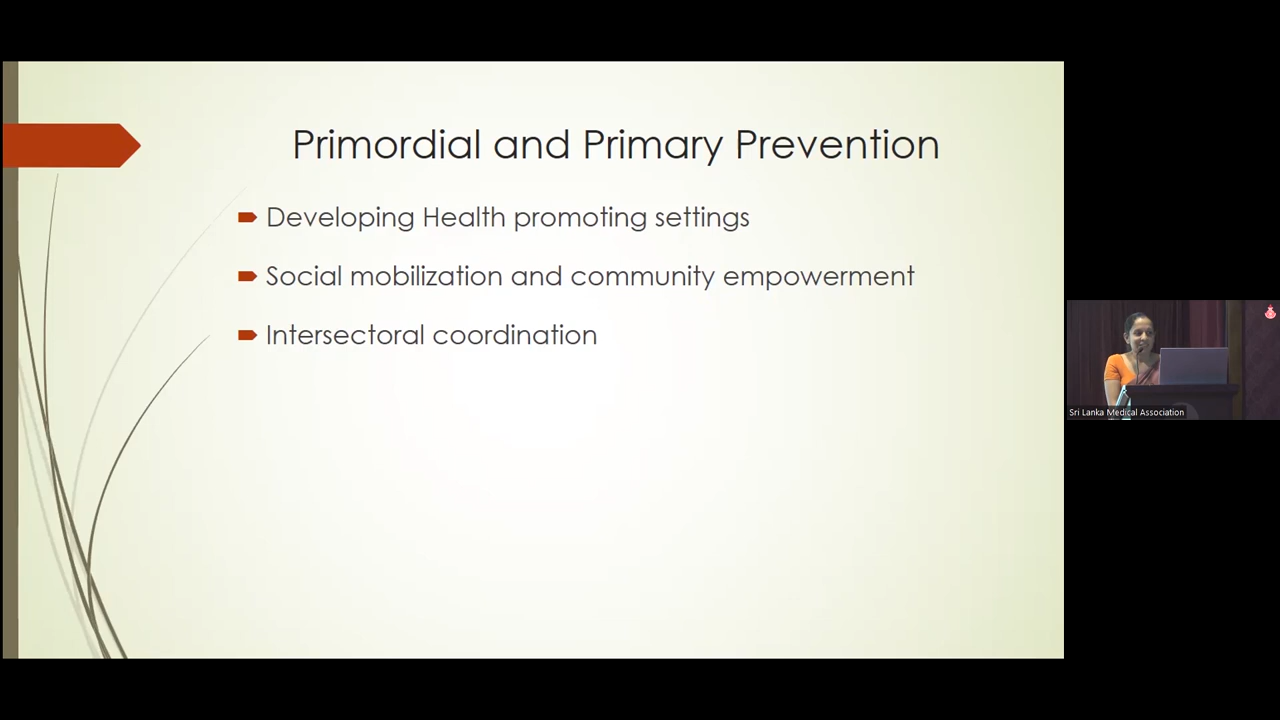 Primordial and Primary Prevention
Developing Health promoting settings
Social mobilization and community empowerment
Intersectoral coordination
Sri Lanka Medical Association